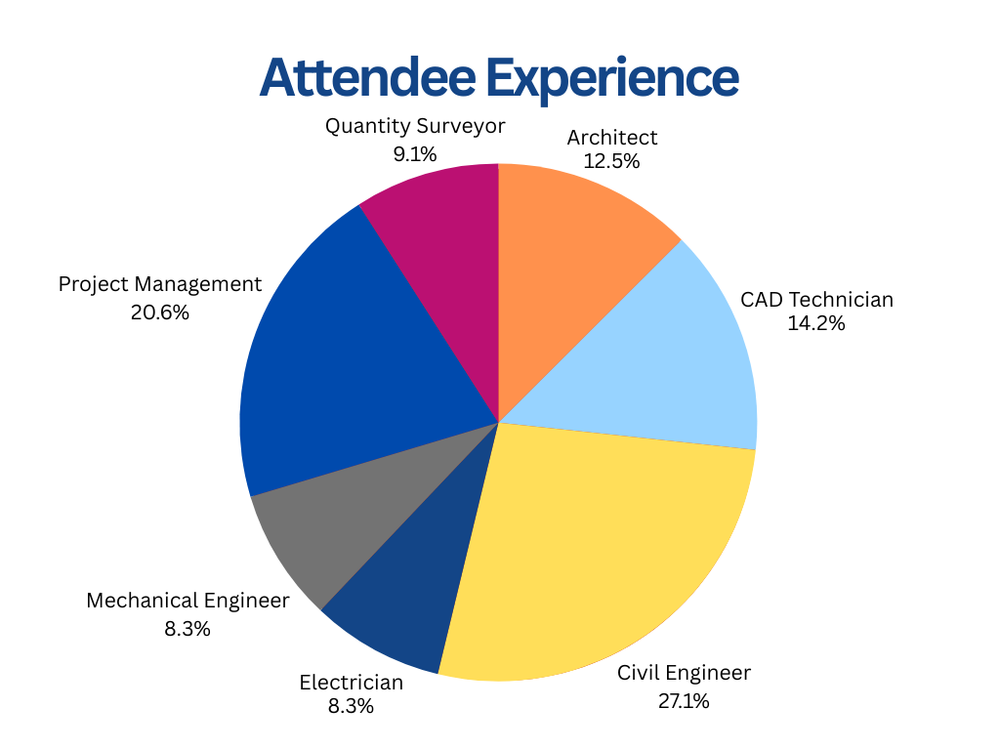 Attendee Experience
Quantity Surveyor
9.1%
Architect
12.5%
Project Management
20.6%
CAD Technician
14.2%
Mechanical Engineer
8.3%
Electrician
8.3%
Civil Engineer
27.1%